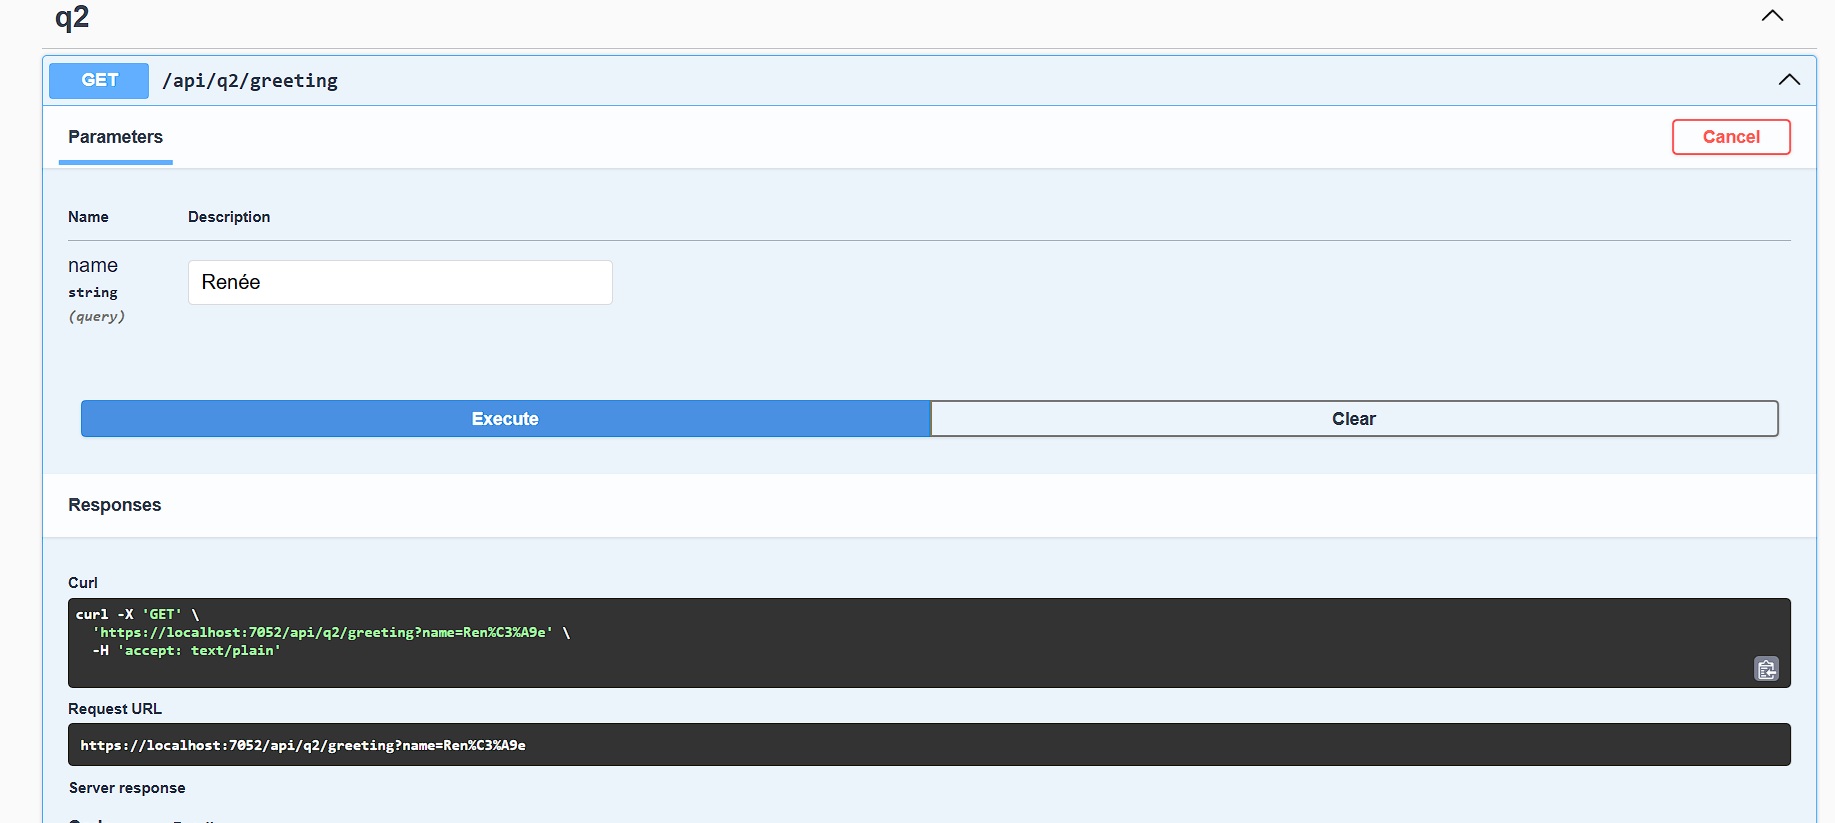 q2
GET /api/q2/greeting
Parameters
Cancel
Name Description
name
string
(query)
Renée
Execute Clear
Responses
Curl
curl -X 'GET' \
'https://localhost:7052/api/q2/greeting?name=Ren%C3%A9e' \
-H 'accept: text/plain'
Request URL
https://localhost:7052/api/q2/greeting?name=Ren%C3%A9e
Server response